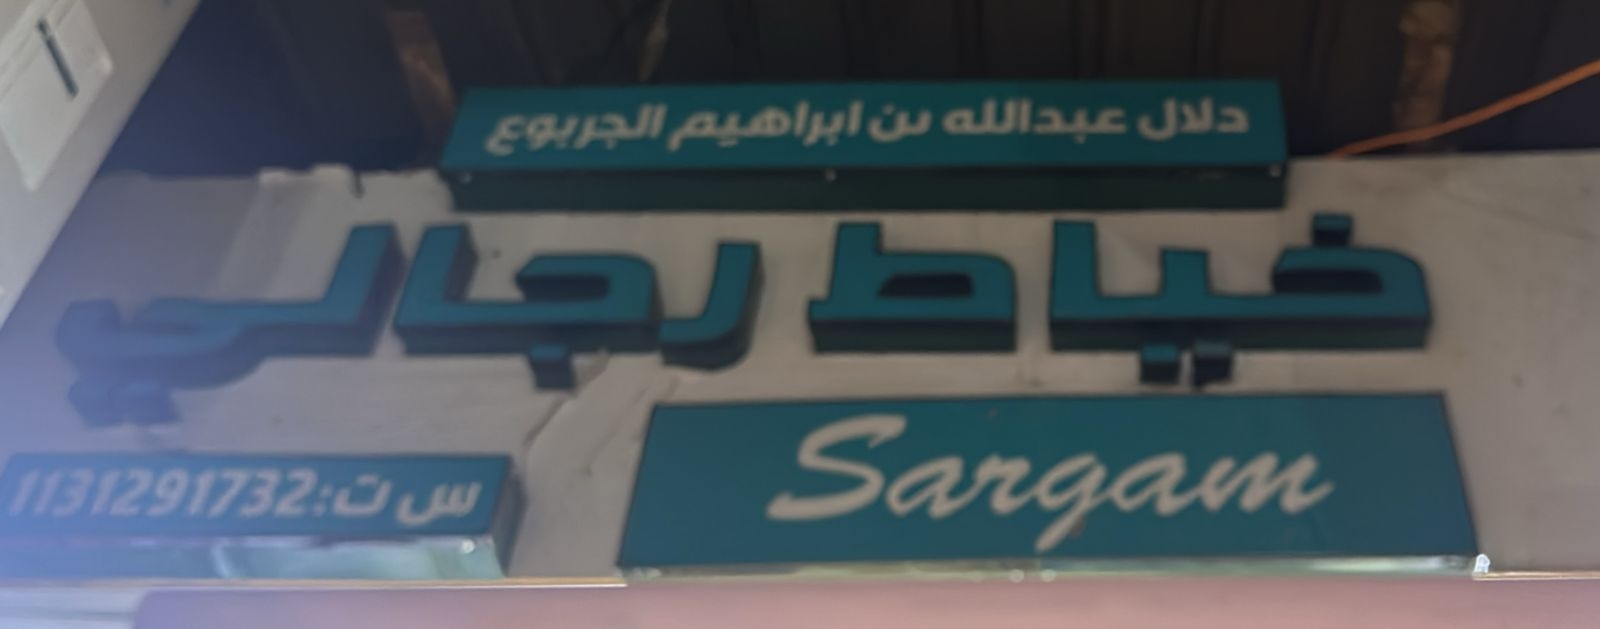 دلال عبدالله بن ابراهيم الجربوع
خياط رجالي
Sargam
س ت:1131291732